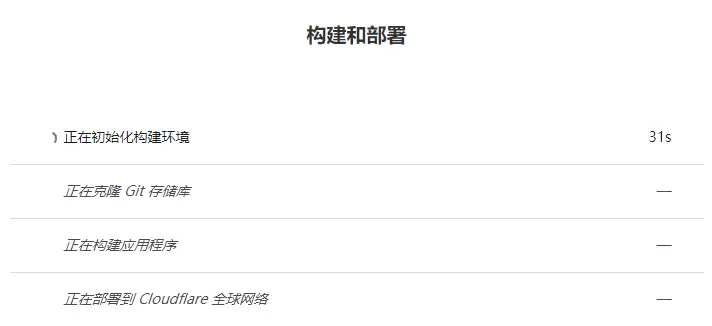 构建和部署
正在初始化构建环境 31s
正在克隆 Git 存储库 —
正在构建应用程序 —
正在部署到 Cloudflare 全球网络 —